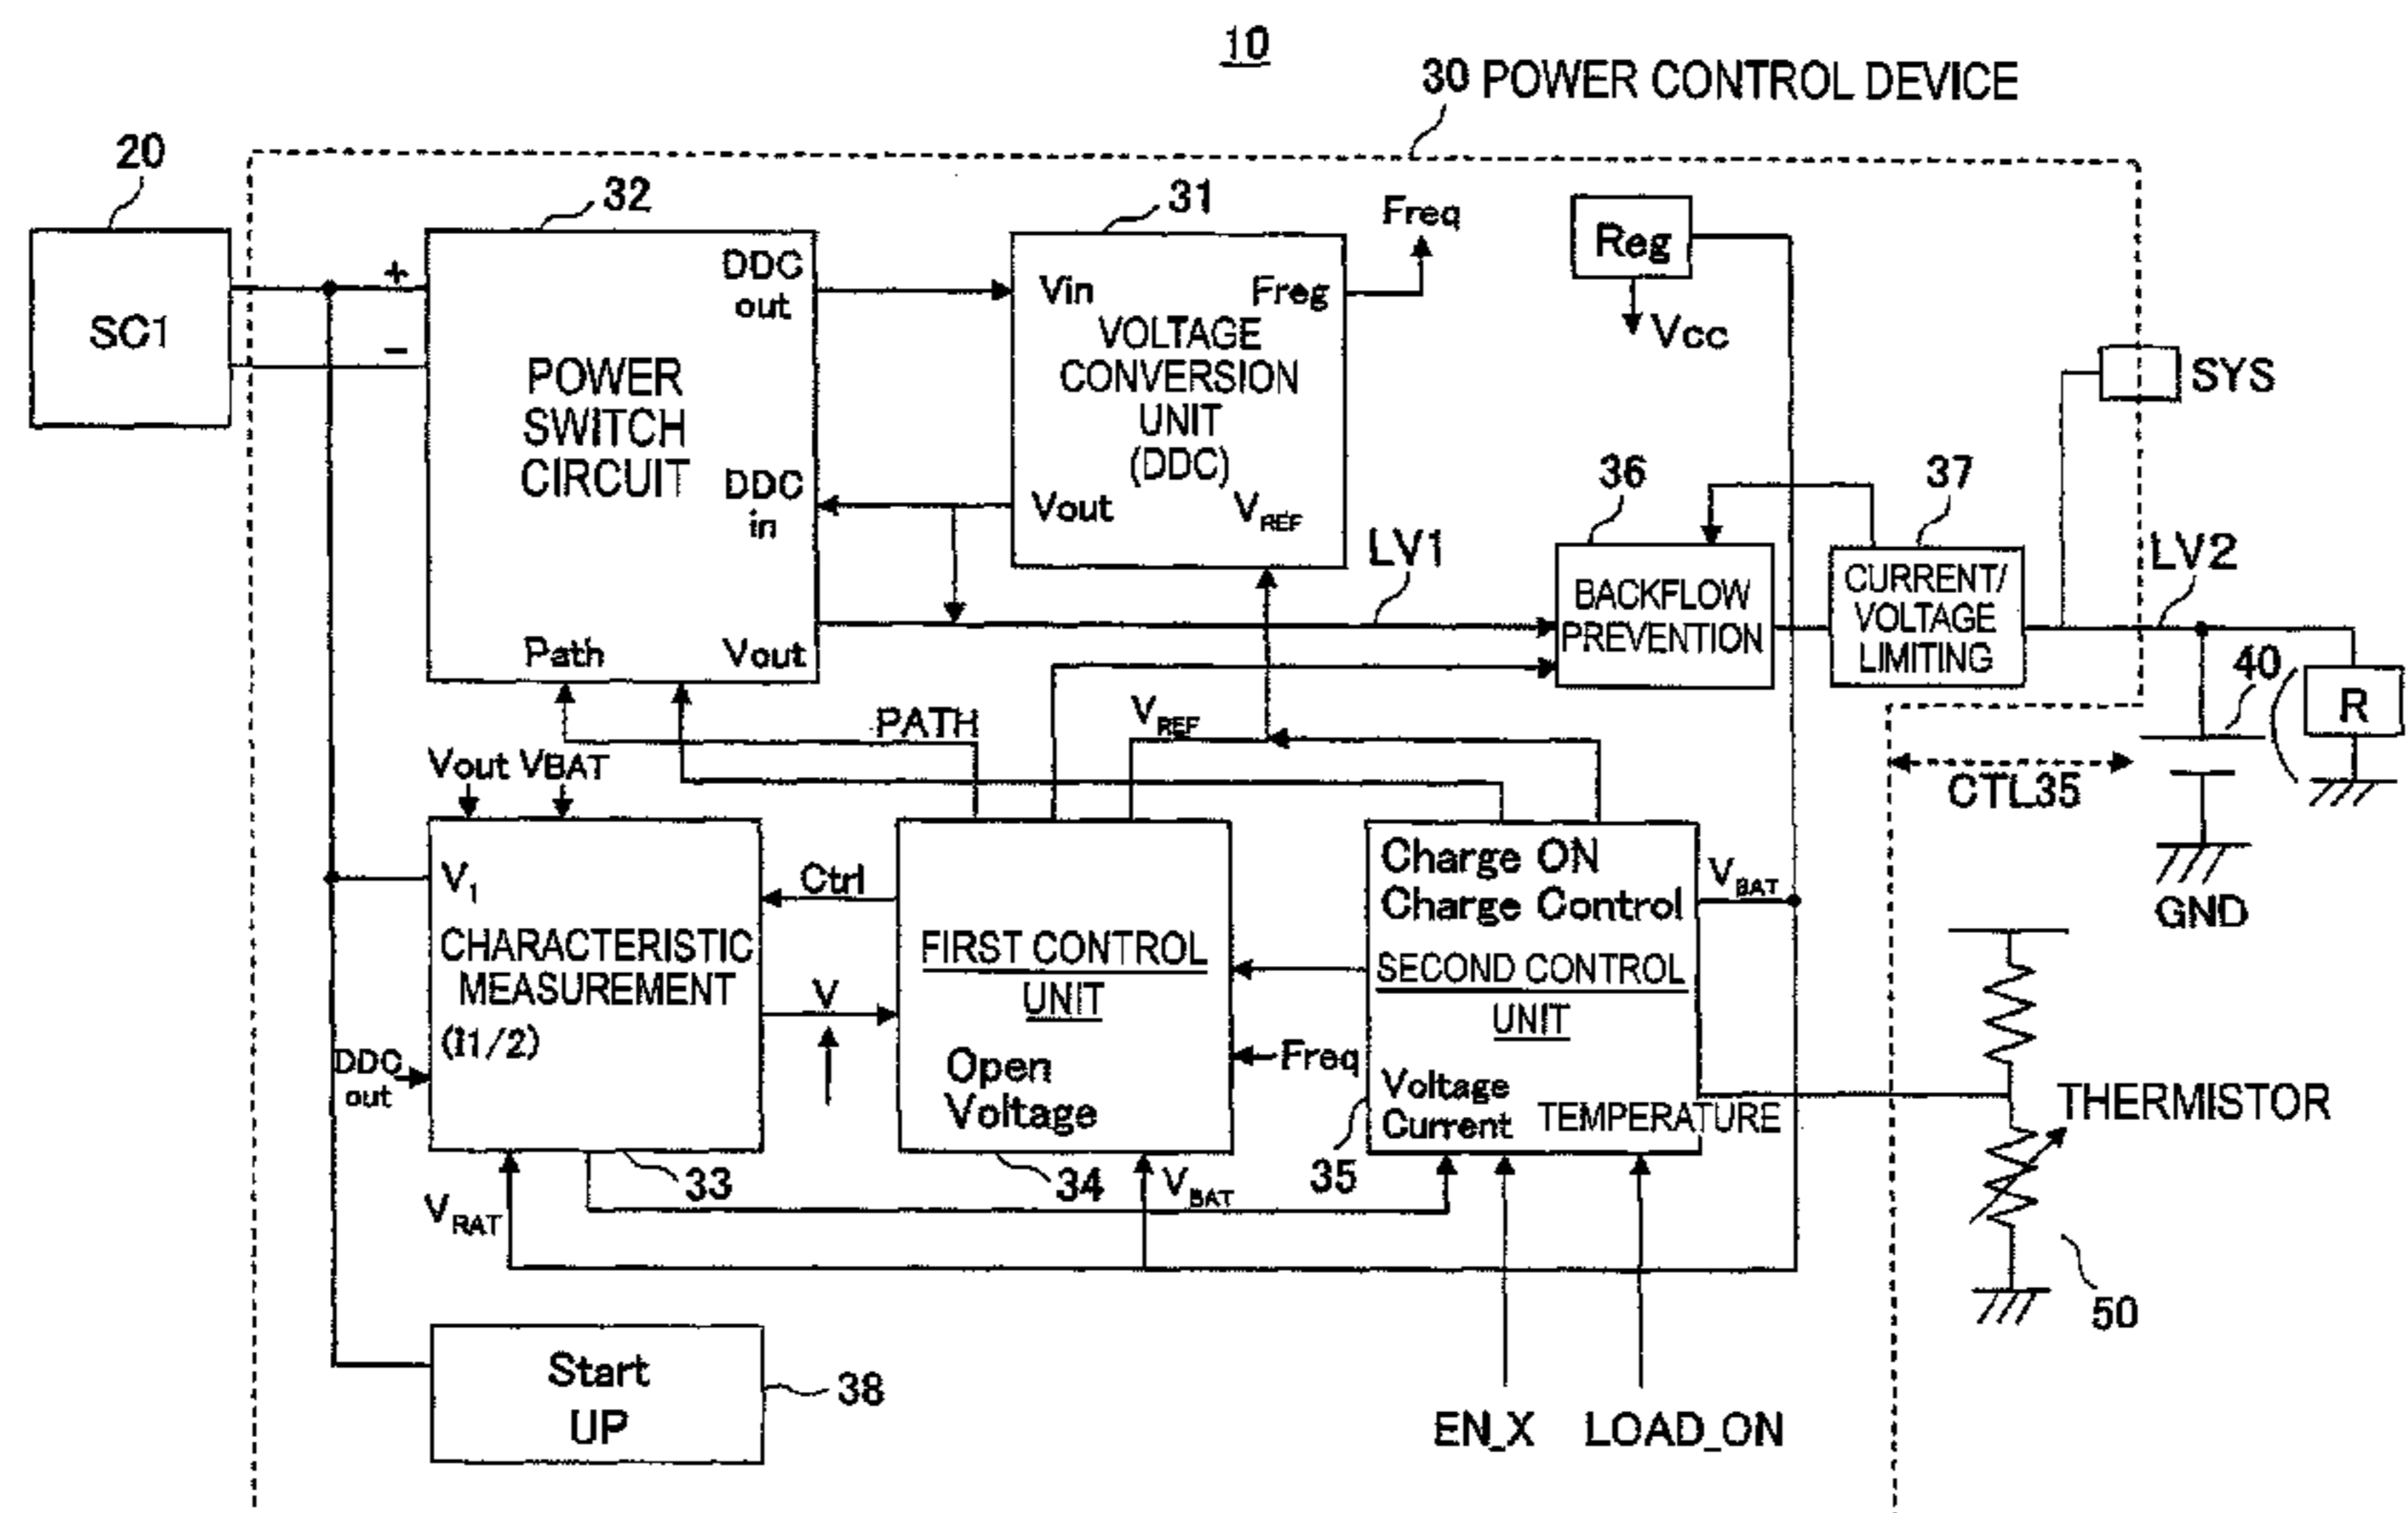 10
30 POWER CONTROL DEVICE
20
32
31
Freq
SC1
+
−
DDC
out
POWER
SWITCH
CIRCUIT
DDC
in
Path
Vout
Vin
Freg
VOLTAGE
CONVERSION
UNIT
(DDC)
Vout
VREF
Reg
Vcc
SYS
36
37
LV1
LV2
BACKFLOW
PREVENTION
CURRENT/
VOLTAGE
LIMITING
40
R
PATH
VREF
CTL35
GND
Vout VBAT
V1
CHARACTERISTIC
MEASUREMENT
(I1/2)
DDC
out
Ctrl
V
FIRST CONTROL
UNIT
Open
Voltage
Freq
Charge ON
Charge Control
VBAT
SECOND CONTROL
UNIT
Voltage
Current
TEMPERATURE
THERMISTOR
33
34
35
VRAT
VBAT
50
Start
UP
38
EN_X
LOAD_ON